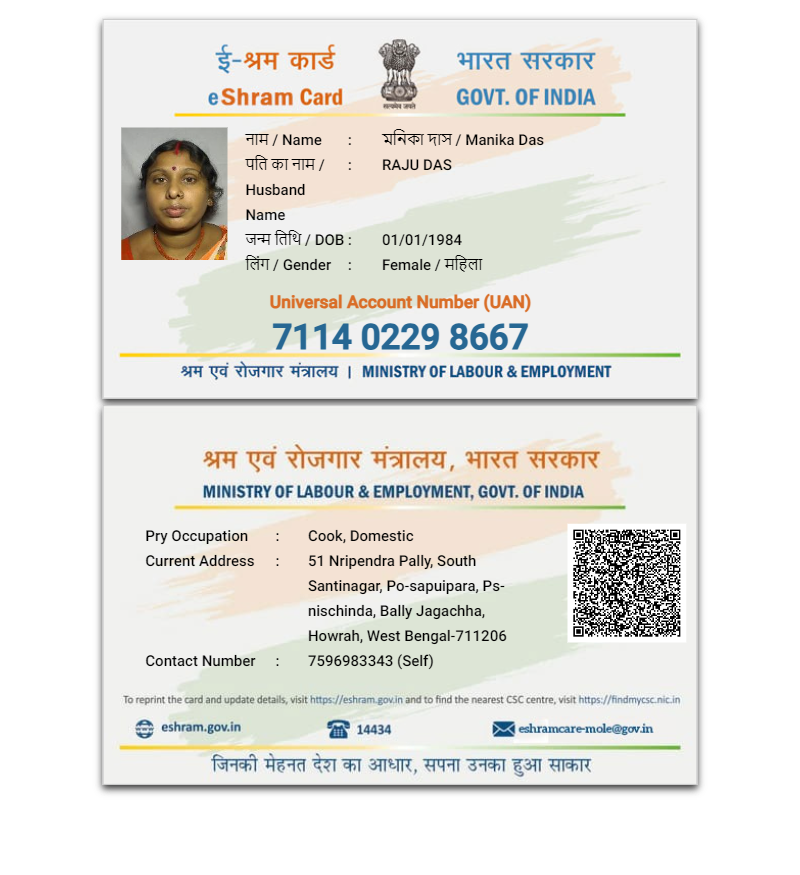 ई-श्रम कार्ड
eShram Card
सत्यमेव जयते
भारत सरकार
GOVT. OF INDIA
नाम / Name : মনিকা দাস / Manika Das
पति का नाम / : RAJU DAS
Husband
Name
जन्म तिथि / DOB : 01/01/1984
लिंग / Gender : Female / महिला
Universal Account Number (UAN)
7114 0229 8667
श्रम एवं रोजगार मंत्रालय | MINISTRY OF LABOUR & EMPLOYMENT
श्रम एवं रोजगार मंत्रालय, भारत सरकार
MINISTRY OF LABOUR & EMPLOYMENT, GOVT. OF INDIA
Pry Occupation : Cook, Domestic
Current Address : 51 Nripendra Pally, South
Santinagar, Po-sapuipara, Ps-
nischinda, Bally Jagachha,
Howrah, West Bengal-711206
Contact Number : 7596983343 (Self)
To reprint the card and update details, visit https://eshram.gov.in and to find the nearest CSC centre, visit https://findmycsc.nic.in
eshram.gov.in 14434 eshramcare-mole@gov.in
जिनकी मेहनत देश का आधार, सपना उनका हुआ साकार